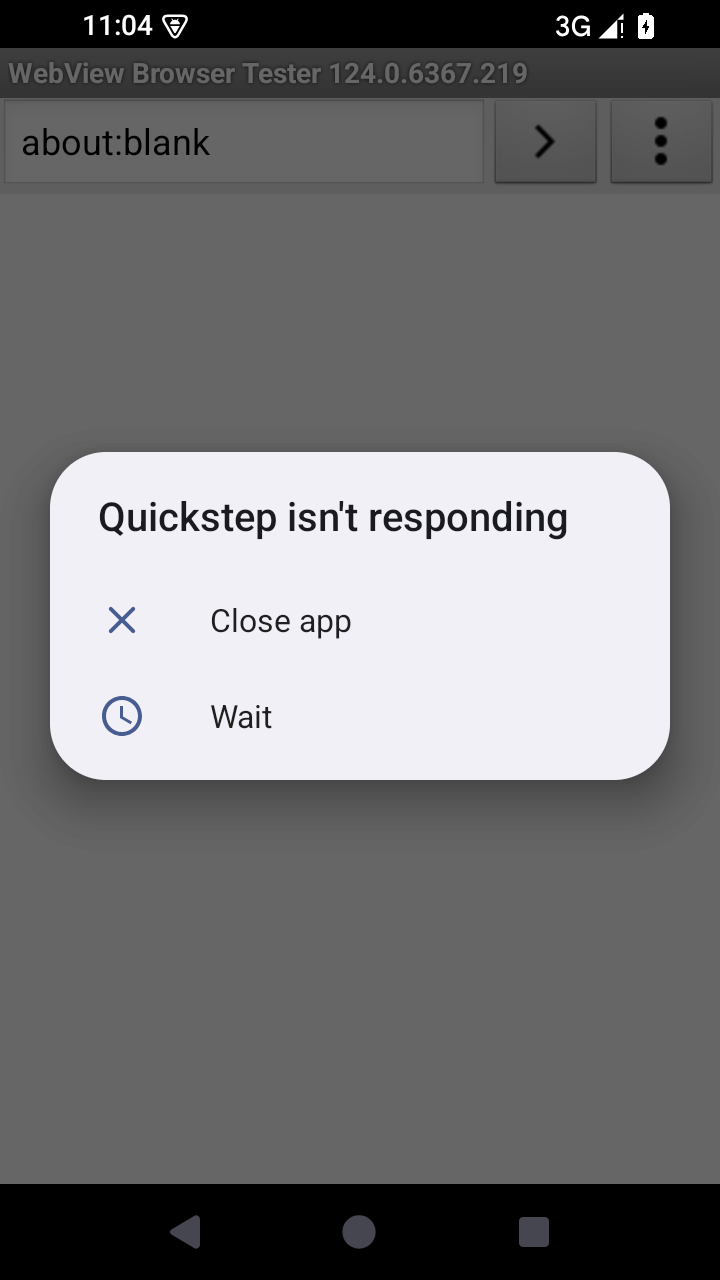 11:04
3G
WebView Browser Tester 124.0.6367.219
about:blank
Quickstep isn't responding
Close app
Wait